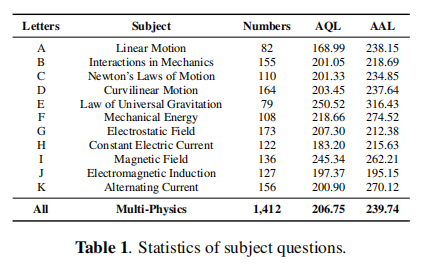 Letters Subject Numbers AQL AAL
A Linear Motion 82 168.99 238.15
B Interactions in Mechanics 155 201.05 218.69
C Newton's Laws of Motion 110 201.33 234.85
D Curvilinear Motion 164 203.45 237.64
E Law of Universal Gravitation 79 250.52 316.43
F Mechanical Energy 108 218.66 274.52
G Electrostatic Field 173 207.30 212.38
H Constant Electric Current 122 183.20 215.63
I Magnetic Field 136 245.34 262.21
J Electromagnetic Induction 127 197.37 195.15
K Alternating Current 156 200.90 270.12
All Multi-Physics 1,412 206.75 239.74
Table 1. Statistics of subject questions.